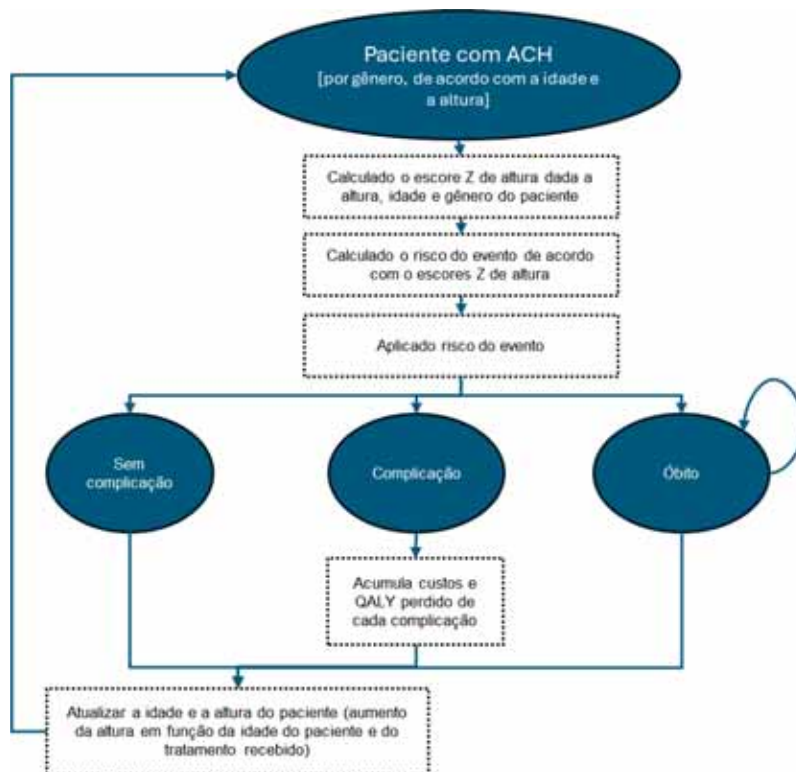 Paciente com ACH
[por gênero, de acordo com a idade e
a altura]
Calculado o escore Z de altura dada a
altura, idade e gênero do paciente
Calculado o risco do evento de acordo
com o escores Z de altura
Aplicado risco do evento
Sem
complicação
Complicação
Óbito
Acumula custos e
QALY perdido de
cada complicação
Atualizar a idade e a altura do paciente (aumento
da altura em função da idade do paciente e do
tratamento recebido)